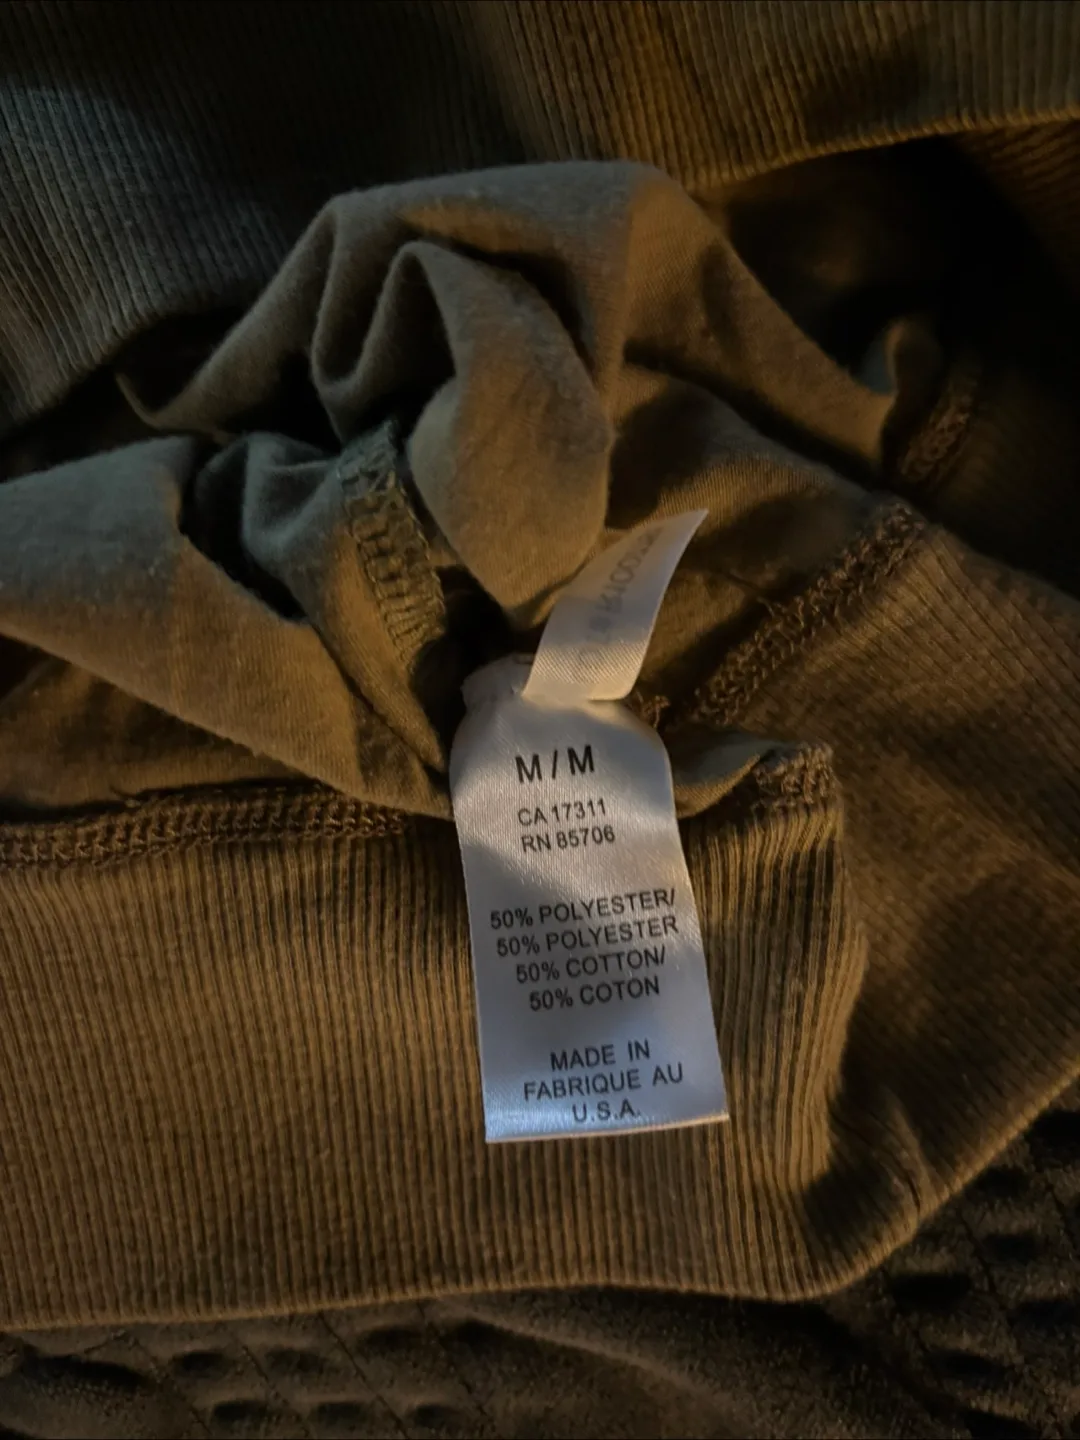 M / M
CA 17311
RN 85706
50% POLYESTER/
50% POLYESTER
50% COTTON/
50% COTON
MADE IN
FABRIQUE AU
U.S.A.